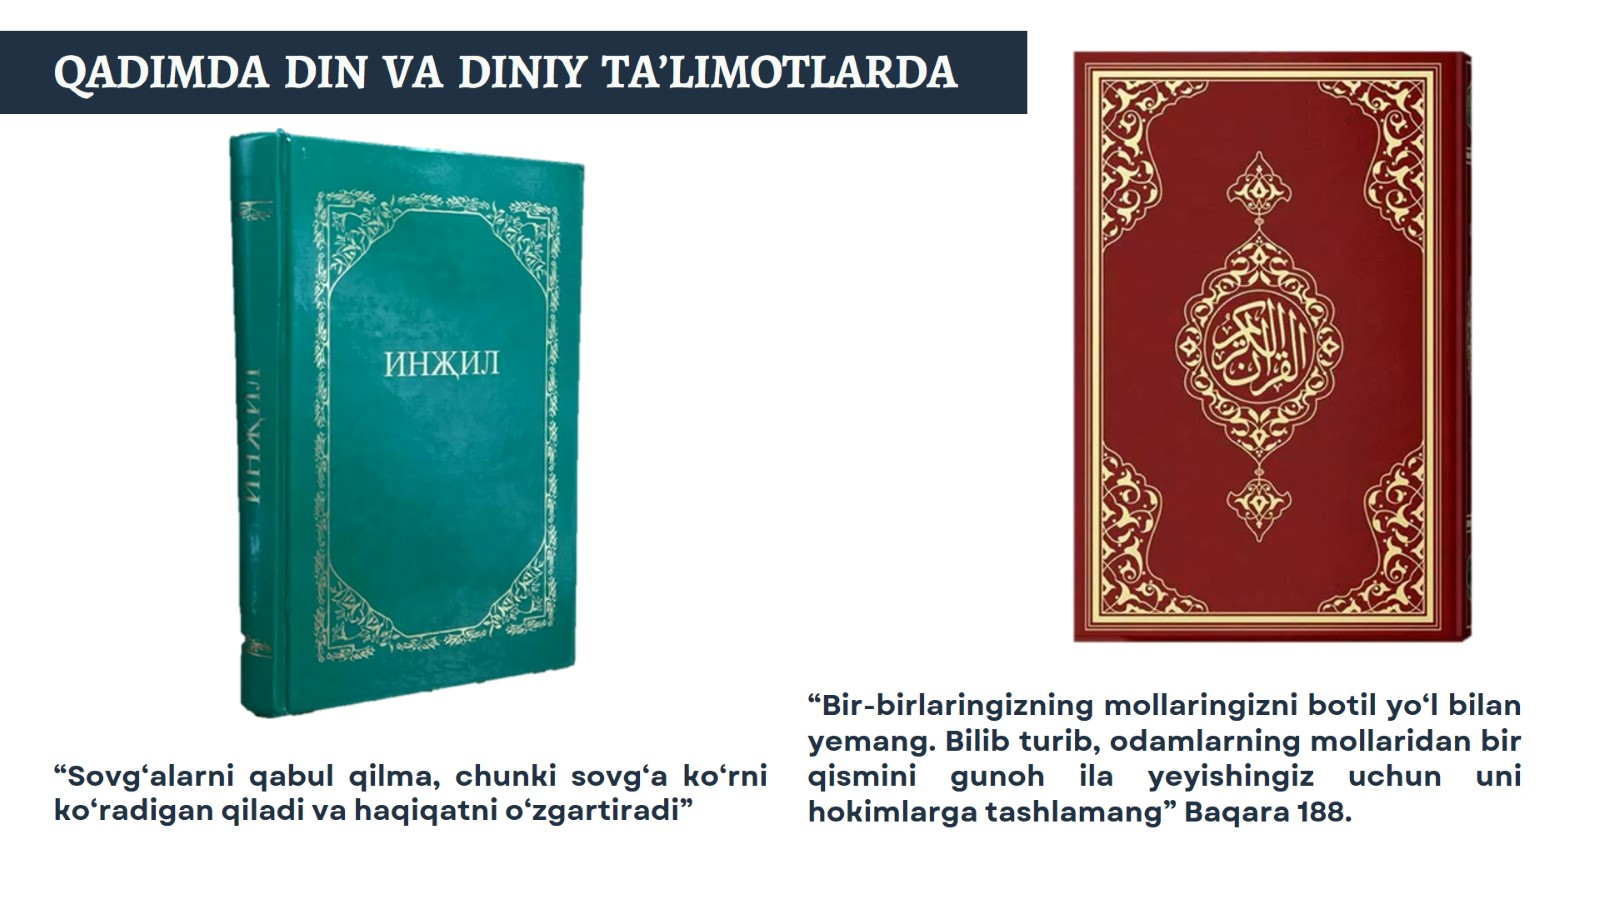 QADIMDA DIN VA DINIY TA’LIMOTLARDA
ИНҖИЛ
ИНҖИЛ
القرآن الكريم
“Sovg‘alarni qabul qilma, chunki sovg‘a ko‘rni
ko‘radigan qiladi va haqiqatni o‘zgartiradi”
“Bir-birlaringizning mollaringizni botil yo‘l bilan
yemang. Bilib turib, odamlarning mollaridan bir
qismini gunoh ila yeyishingiz uchun uni
hokimlarga tashlamang” Baqara 188.